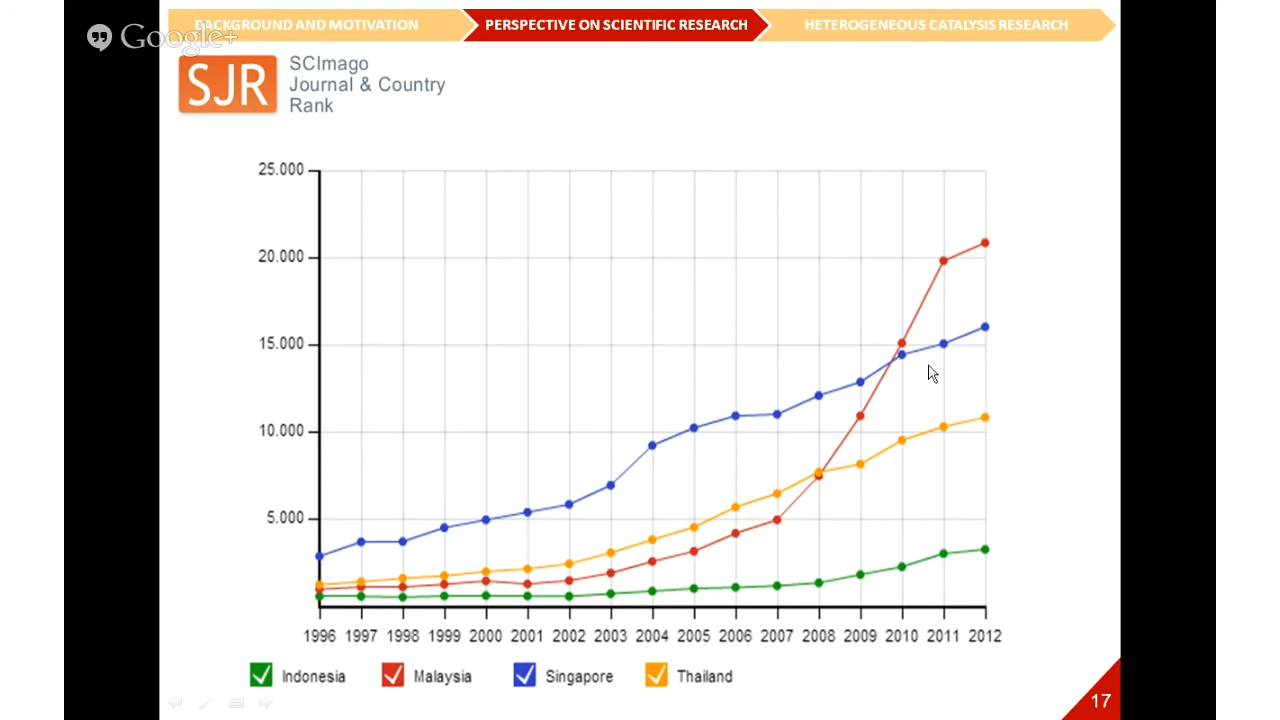 BACKGROUND AND MOTIVATION
PERSPECTIVE ON SCIENTIFIC RESEARCH
HETEROGENEOUS CATALYSIS RESEARCH
Google+
SJR
SCImago
Journal & Country
Rank
25.000
20.000
15.000
10.000
5.000
1996 1997 1998 1999 2000 2001 2002 2003 2004 2005 2006 2007 2008 2009 2010 2011 2012
Indonesia Malaysia Singapore Thailand
17